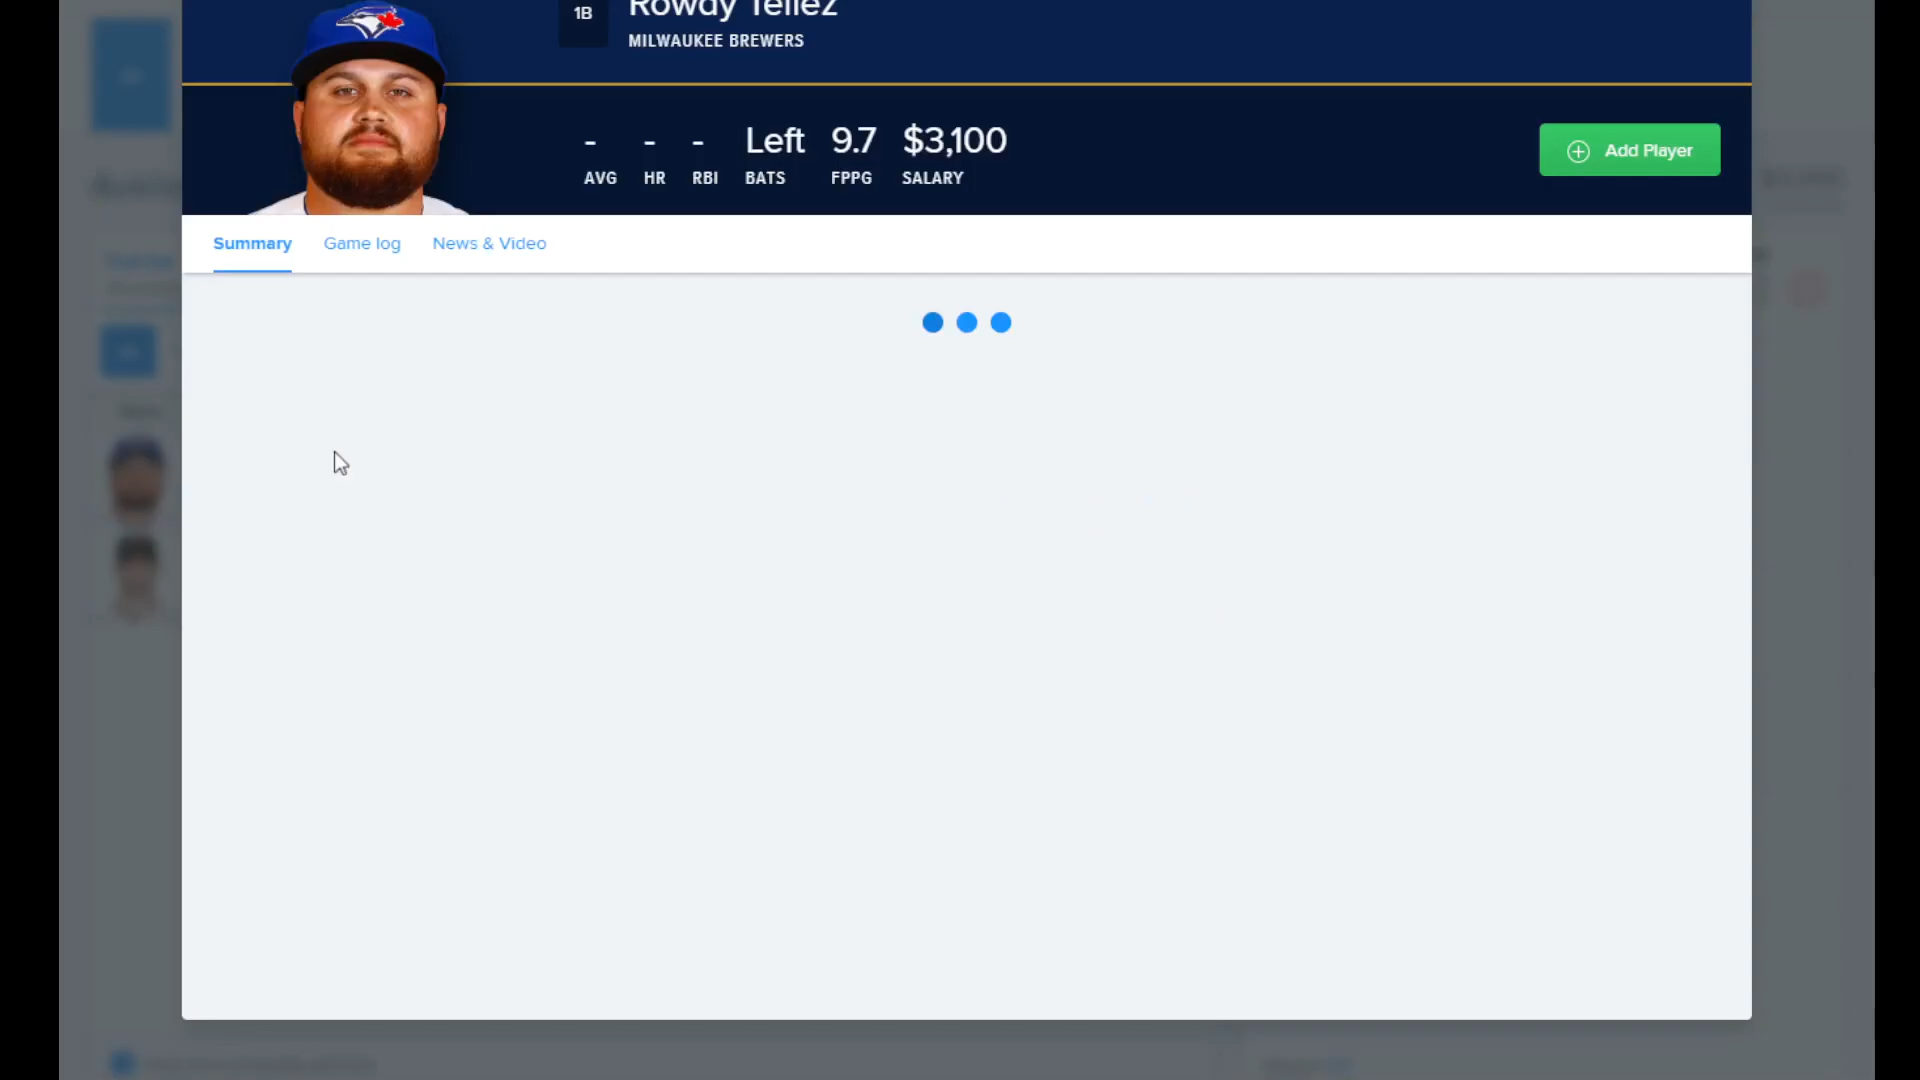 1B
Rowdy Tellez
MILWAUKEE BREWERS
- - - Left 9.7 $3,100
AVG HR RBI BATS FPPG SALARY
Add Player
Summary Game log News & Video